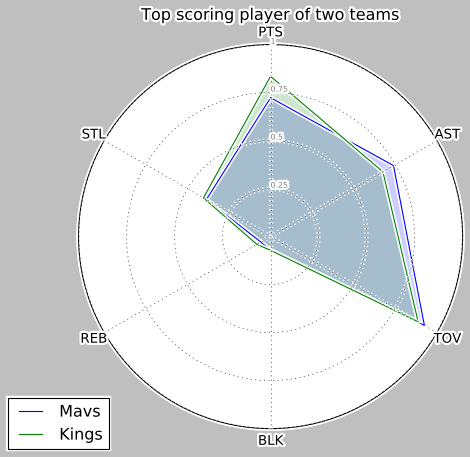 Top scoring player of two teams
PTS
1
0.75
STL
AST
0.5
0.25
REB
TOV
BLK
Mavs
Kings